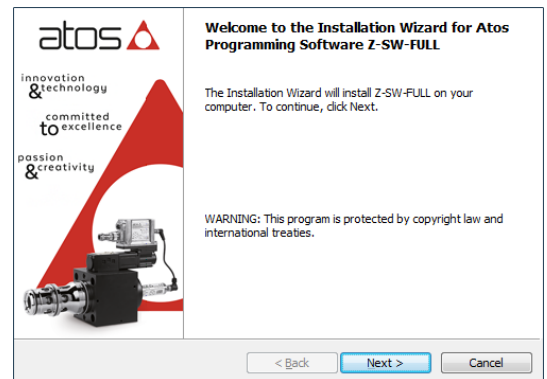 atos
innovation
& technology
committed
to excellence
passion
& creativity
Welcome to the Installation Wizard for Atos
Programming Software Z-SW-FULL
The Installation Wizard will install Z-SW-FULL on your
computer. To continue, click Next.
WARNING: This program is protected by copyright law and
international treaties.
< Back
Next >
Cancel